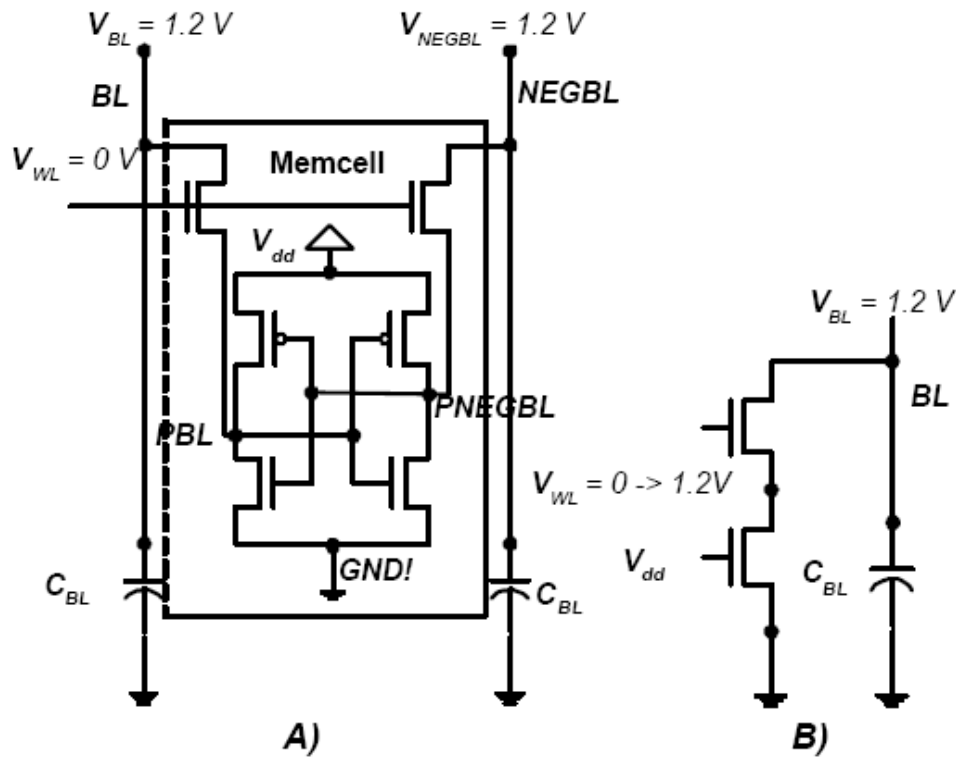 V_BL = 1.2 V
V_NEGBL = 1.2 V
BL
NEGBL
V_WL = 0 V
Memcell
V_dd
PBL
PNEGBL
GND!
C_BL
C_BL
A)
V_BL = 1.2 V
BL
V_WL = 0 -> 1.2V
V_dd
C_BL
B)